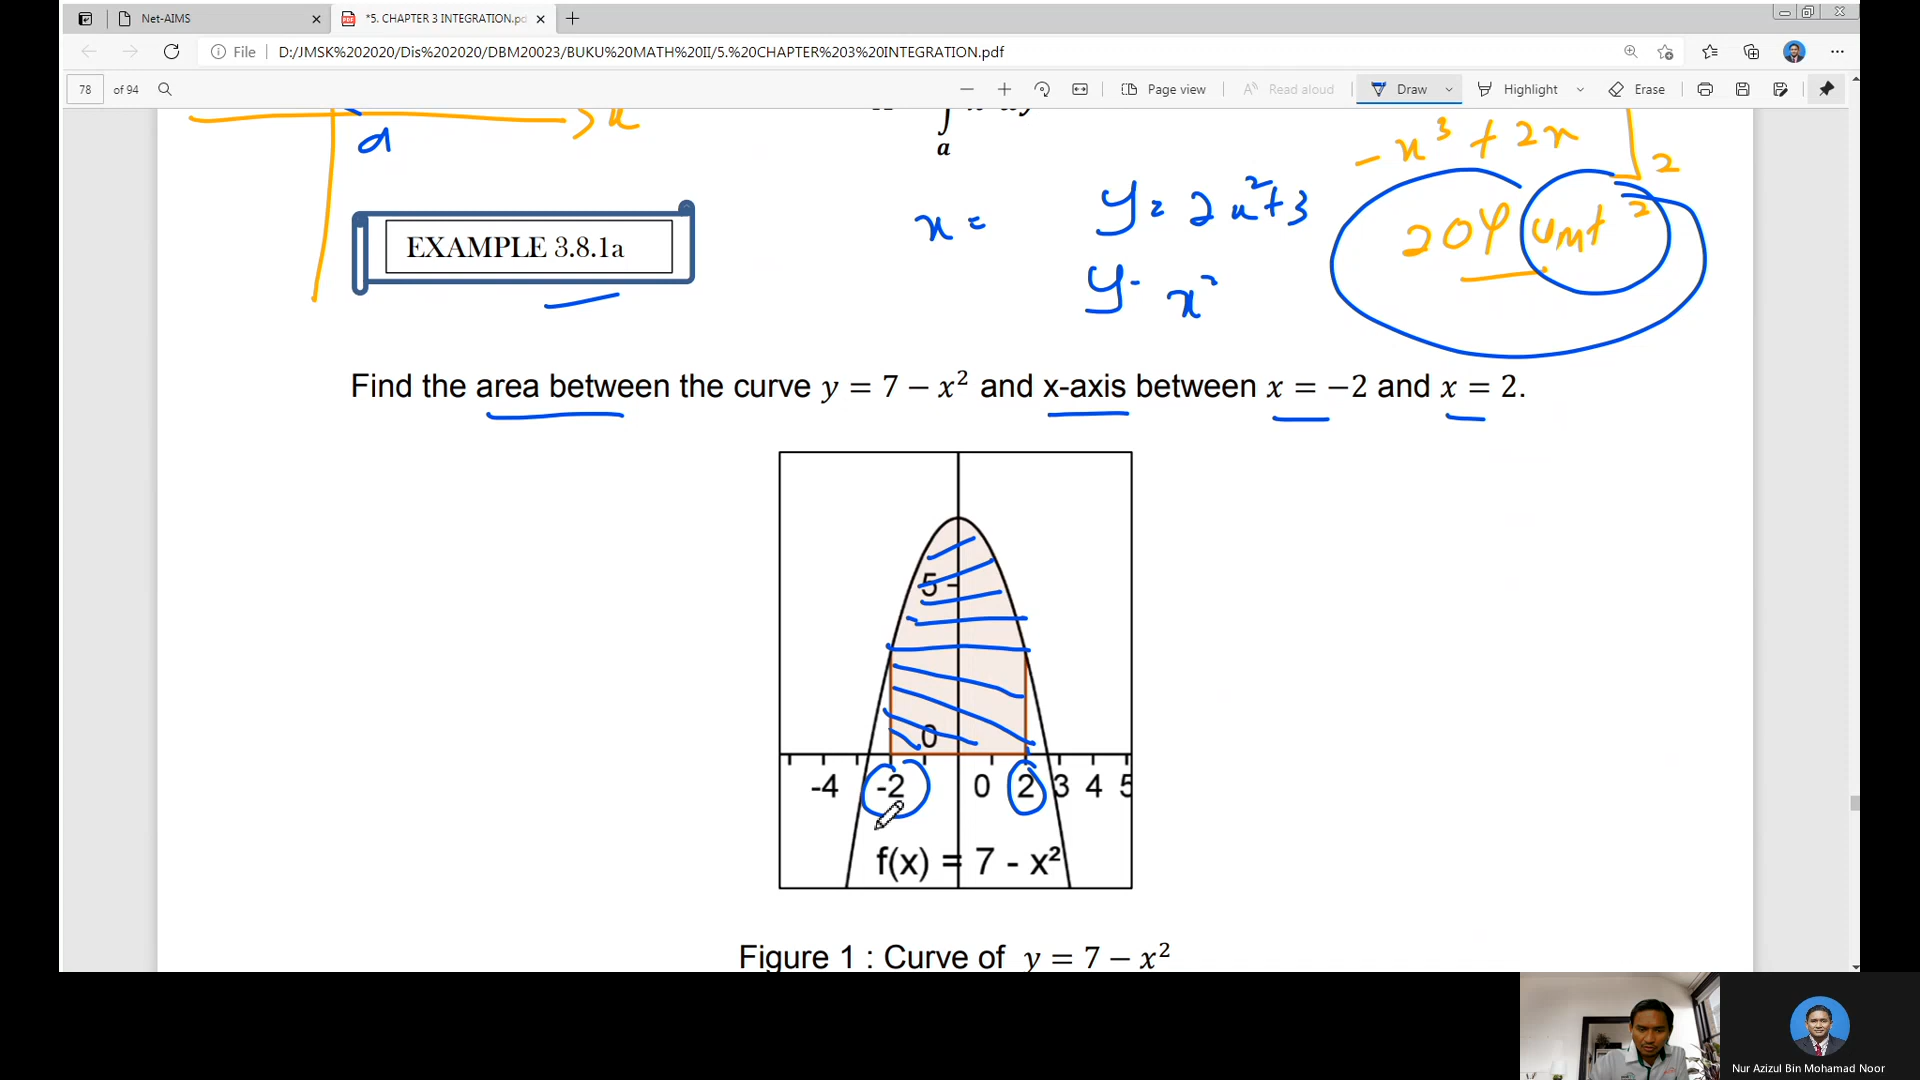 Net-AIMS
*5. CHAPTER 3 INTEGRATION.pd
File
D:/JMSK%202020/Dis%202020/DBM20023/BUKU%20MATH%20II/5.%20CHAPTER%203%20INTEGRATION.pdf
78 of 94
Page view
Read aloud
Draw
Highlight
Erase
x
a
a
- x³ + 2x
2
x =
y = 2x² + 3
204 unit²
y = x²
EXAMPLE 3.8.1a
Find the area between the curve y = 7 − x² and x-axis between x = −2 and x = 2.
5
0
-4 -2 0 2 3 4 5
f(x) = 7 - x²
Figure 1 : Curve of y = 7 − x²
Nur Azizul Bin Mohamad Noor